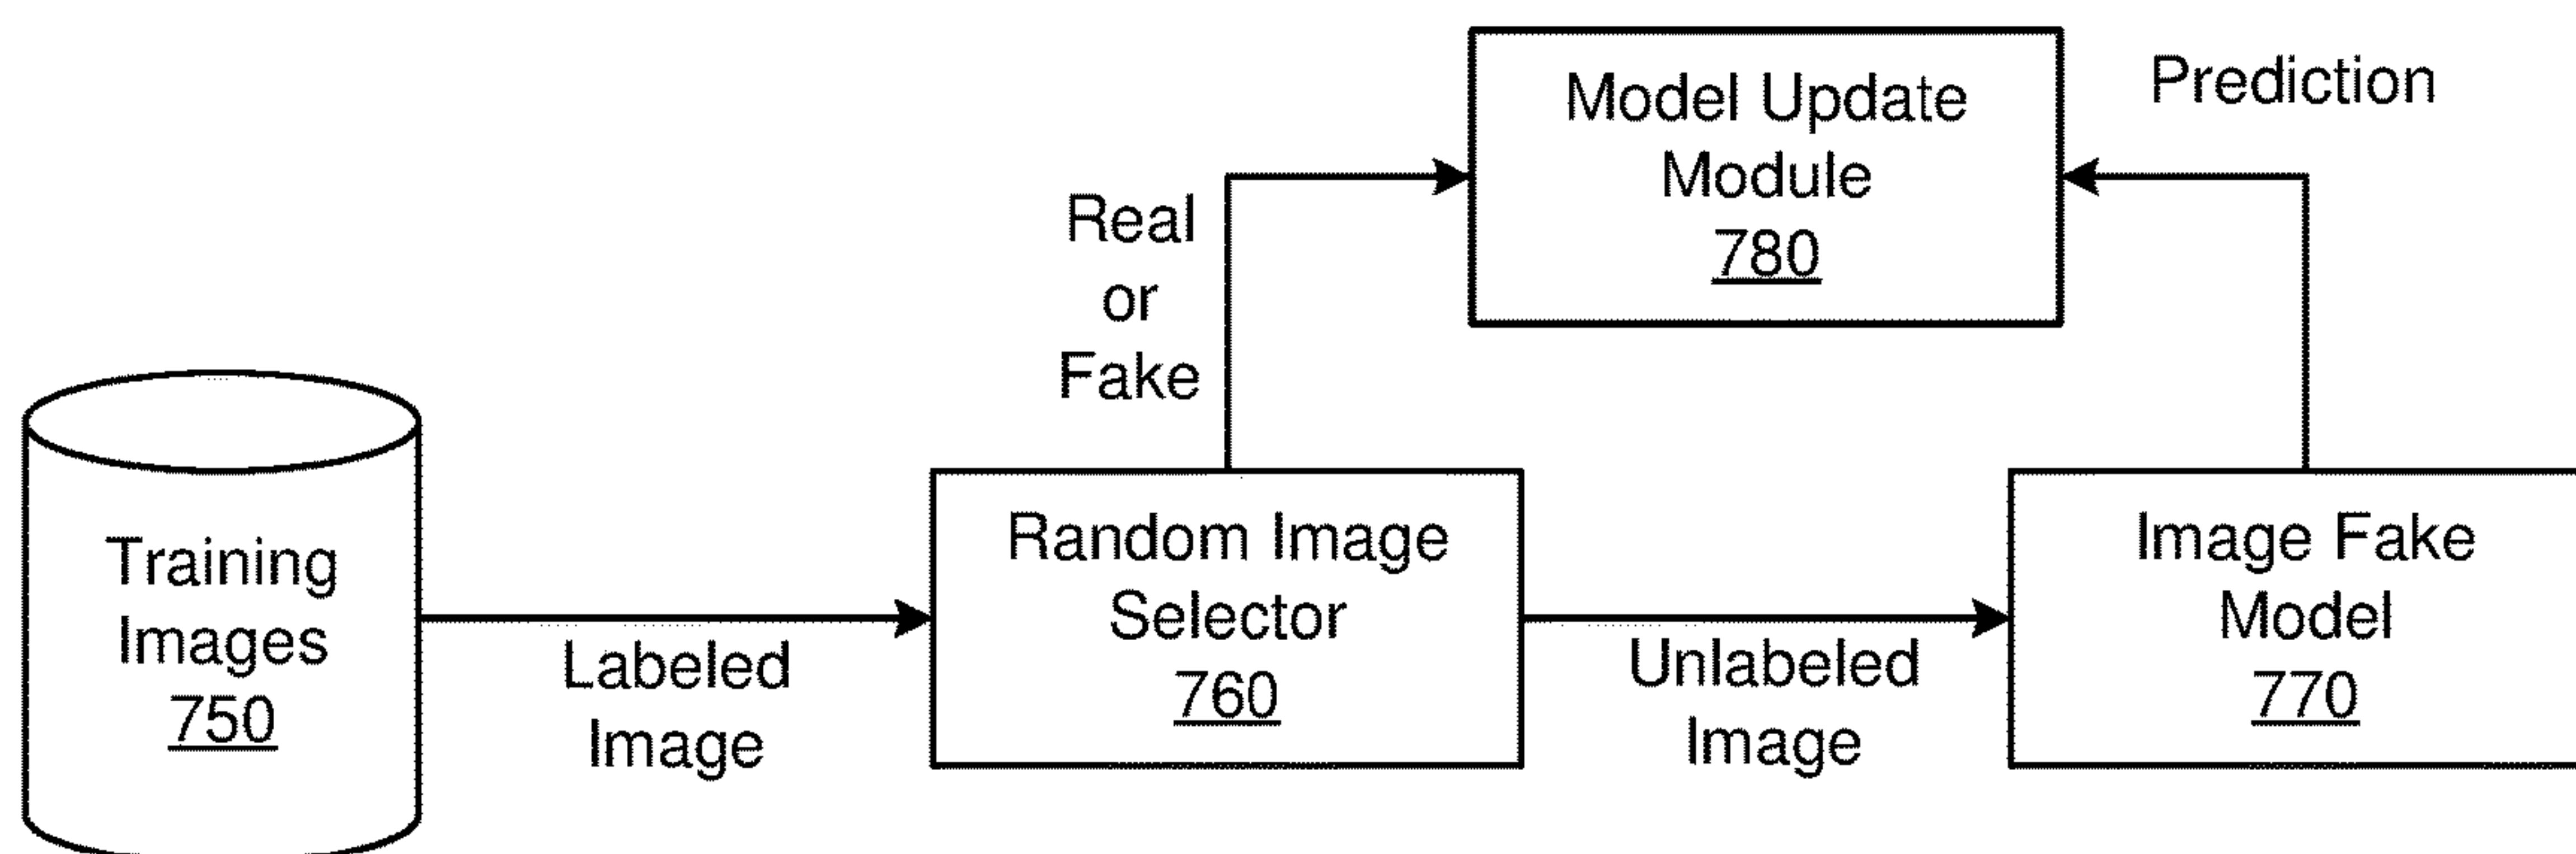 Model Update
Module
780
Prediction
Real
or
Fake
Training
Images
750
Labeled
Image
Random Image
Selector
760
Unlabeled
Image
Image Fake
Model
770